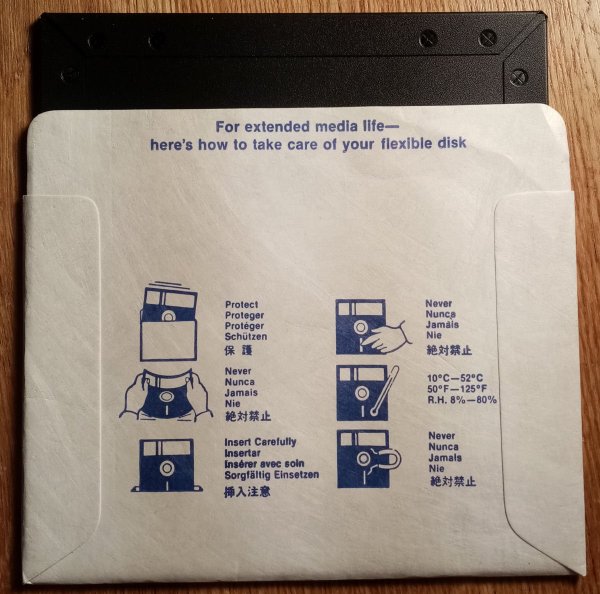 For extended media life—
here's how to take care of your flexible disk
Protect
Proteger
Protéger
Schützen
保護
Never
Nunca
Jamais
Nie
絶対禁止
Never
Nunca
Jamais
Nie
絶対禁止
10°C—52°C
50°F—125°F
R.H. 8%—80%
Insert Carefully
Insertar
Insérer avec soin
Sorgfältig Einsetzen
挿入注意
Never
Nunca
Jamais
Nie
絶対禁止